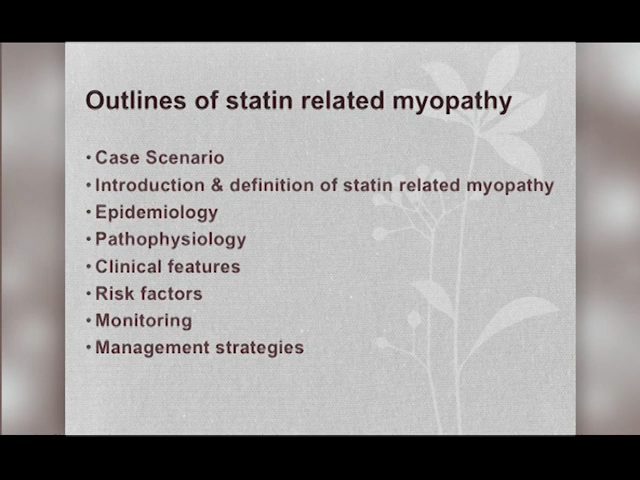 Outlines of statin related myopathy
• Case Scenario
• Introduction & definition of statin related myopathy
• Epidemiology
• Pathophysiology
• Clinical features
• Risk factors
• Monitoring
• Management strategies